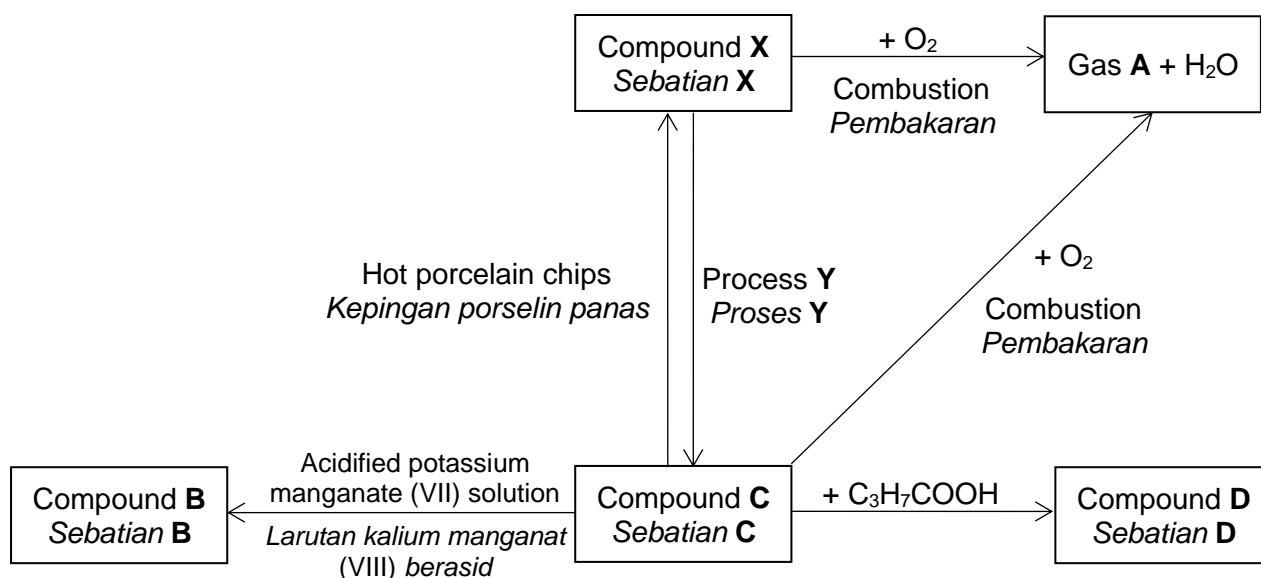 Compound X
Sebatian X
+ O₂
Combustion
Pembakaran
Gas A + H₂O
Hot porcelain chips
Kepingan porselin panas
Process Y
Proses Y
+ O₂
Combustion
Pembakaran
Compound B
Sebatian B
Acidified potassium
manganate (VII) solution
Larutan kalium manganat
(VIII) berasid
Compound C
Sebatian C
+ C₃H₇COOH
Compound D
Sebatian D